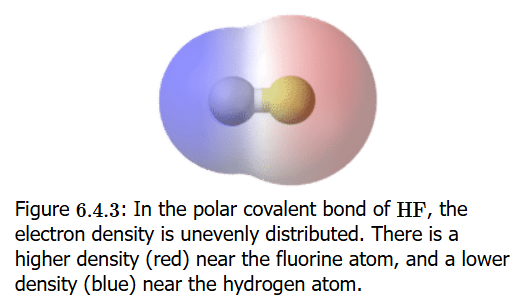 Figure 6.4.3: In the polar covalent bond of HF, the
electron density is unevenly distributed. There is a
higher density (red) near the fluorine atom, and a lower
density (blue) near the hydrogen atom.